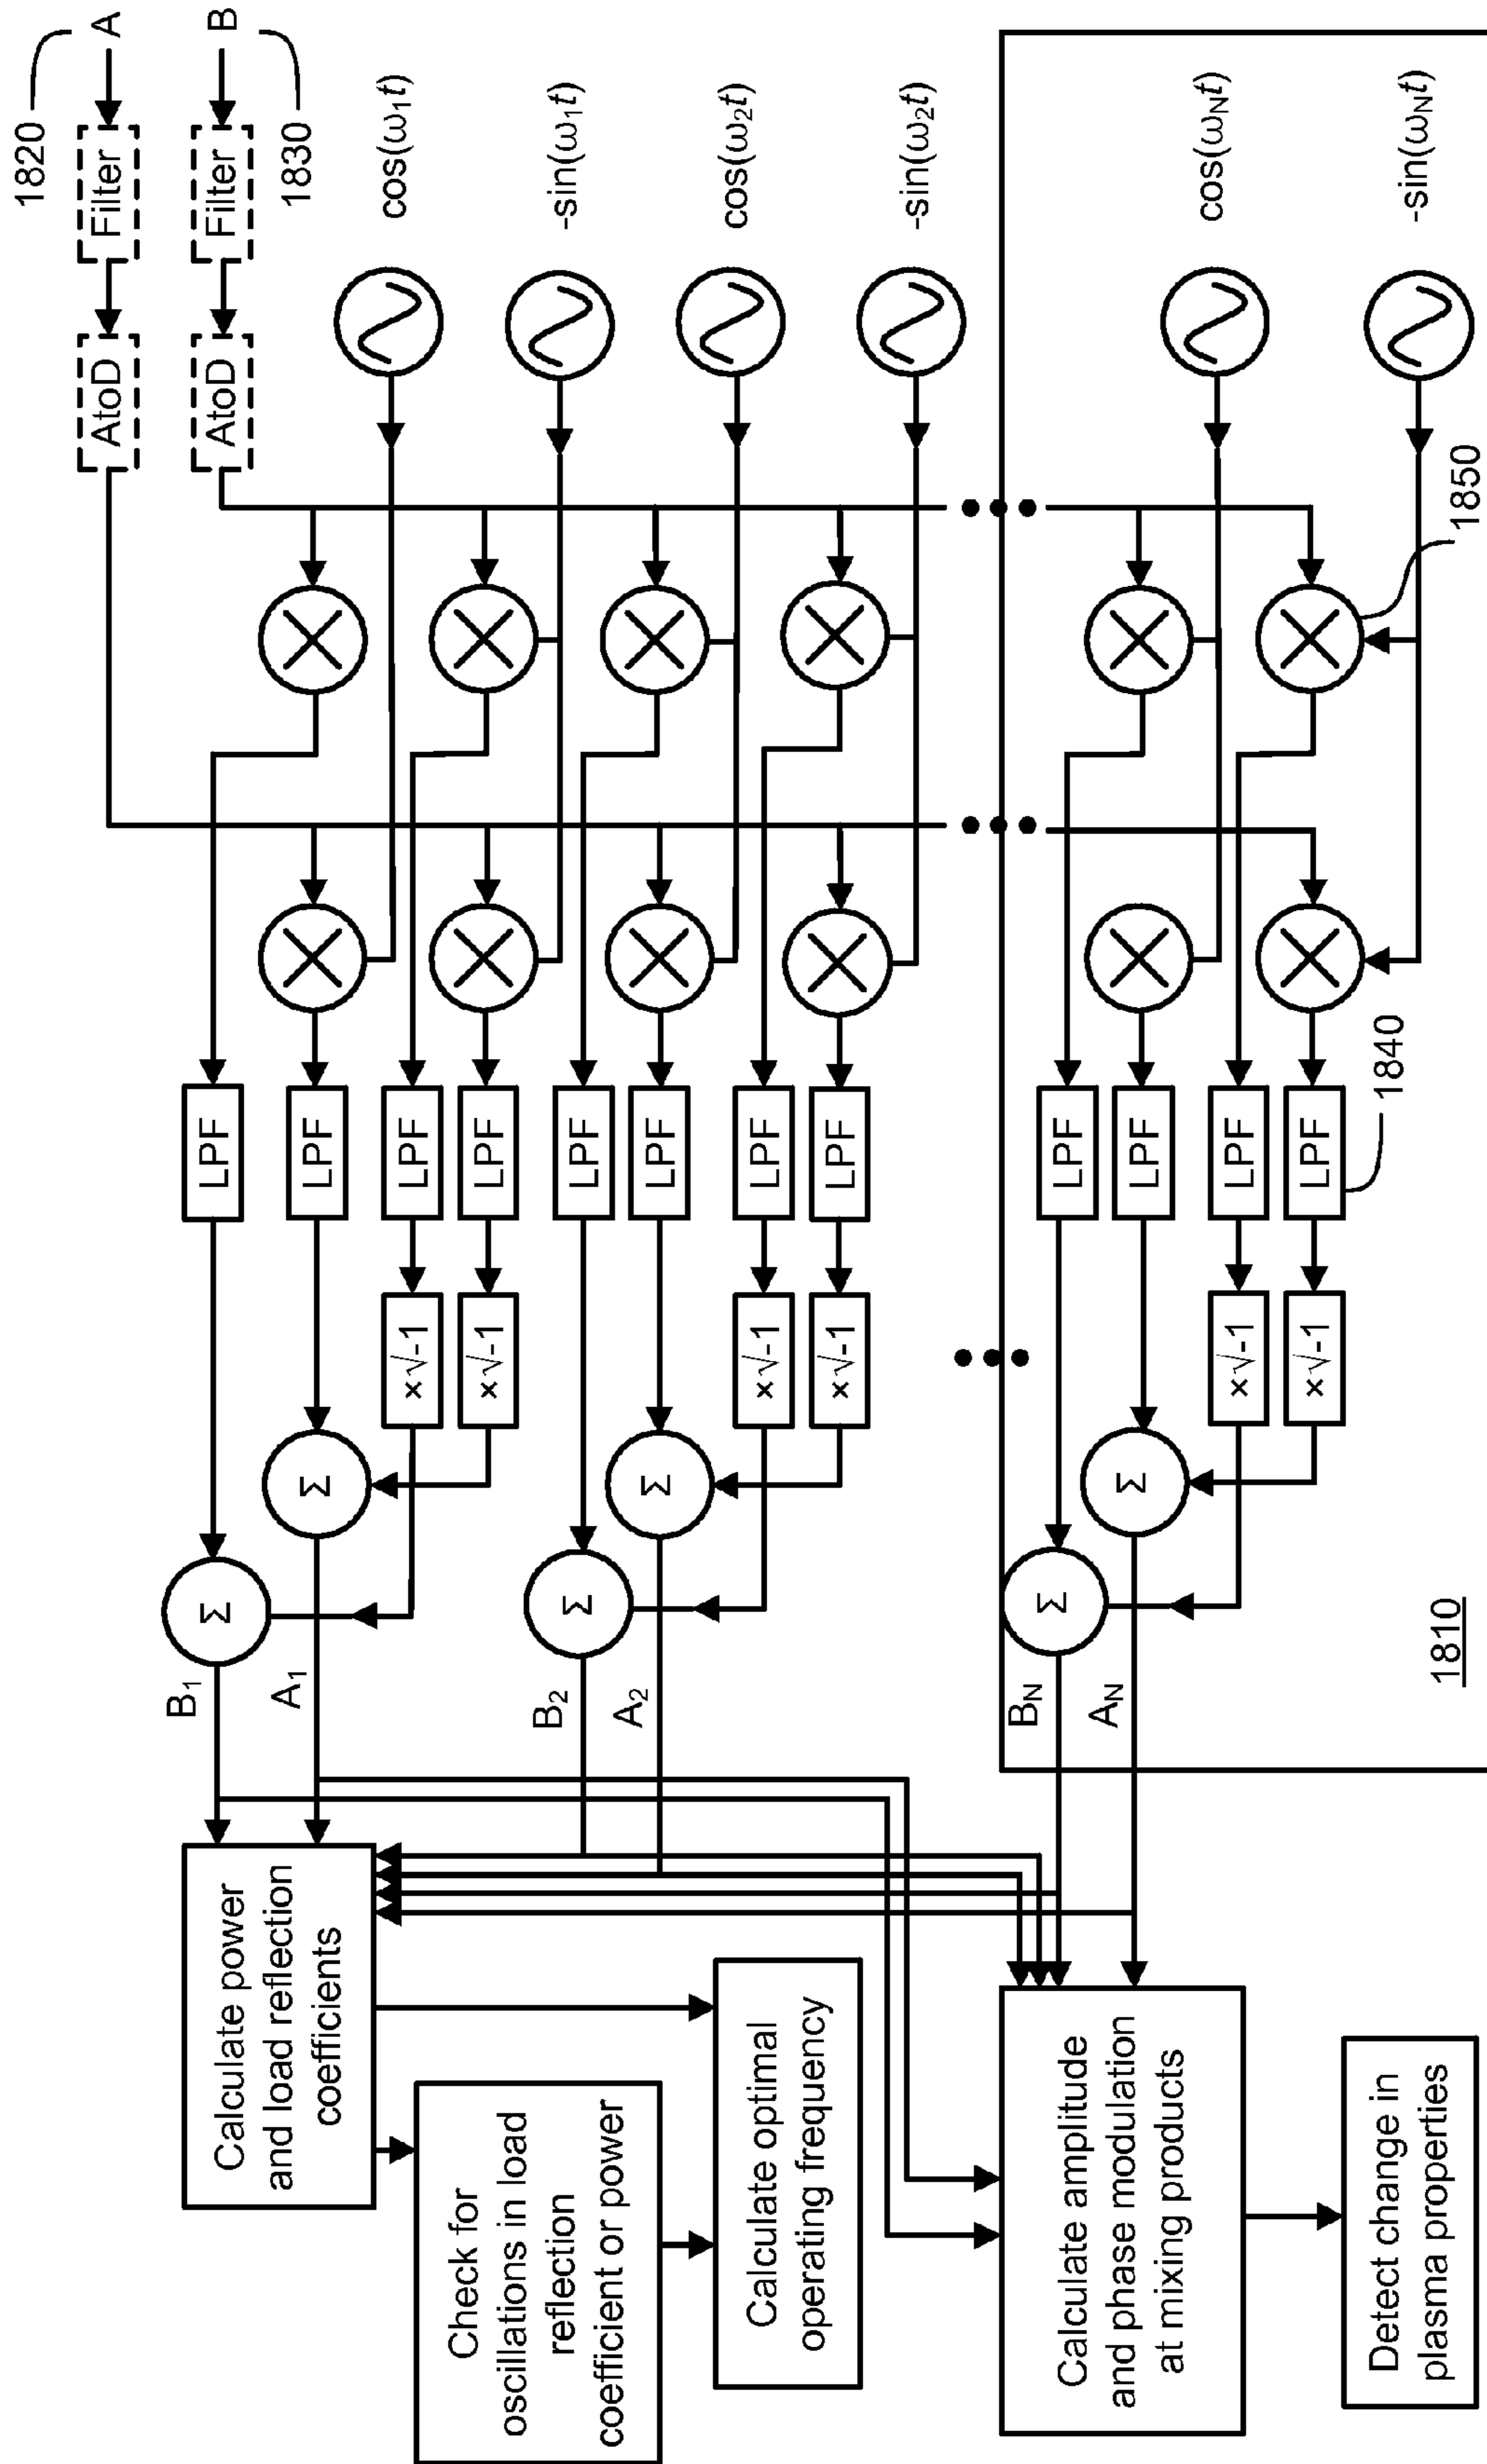 1820
A
Filter
AtoD
B
Filter
AtoD
1830
cos(ω1t)
-sin(ω1t)
cos(ω2t)
-sin(ω2t)
cos(ωNt)
-sin(ωNt)
1850
LPF
LPF
LPF
LPF
LPF
LPF
LPF
LPF
LPF
LPF
LPF
LPF
1840
×√-1
×√-1
×√-1
×√-1
×√-1
×√-1
Σ
Σ
Σ
Σ
Σ
Σ
B1
A1
B2
A2
BN
AN
1810
Calculate power
and load reflection
coefficients
Check for
oscillations in load
reflection
coefficient or power
Calculate optimal
operating frequency
Calculate amplitude
and phase modulation
at mixing products
Detect change in
plasma properties